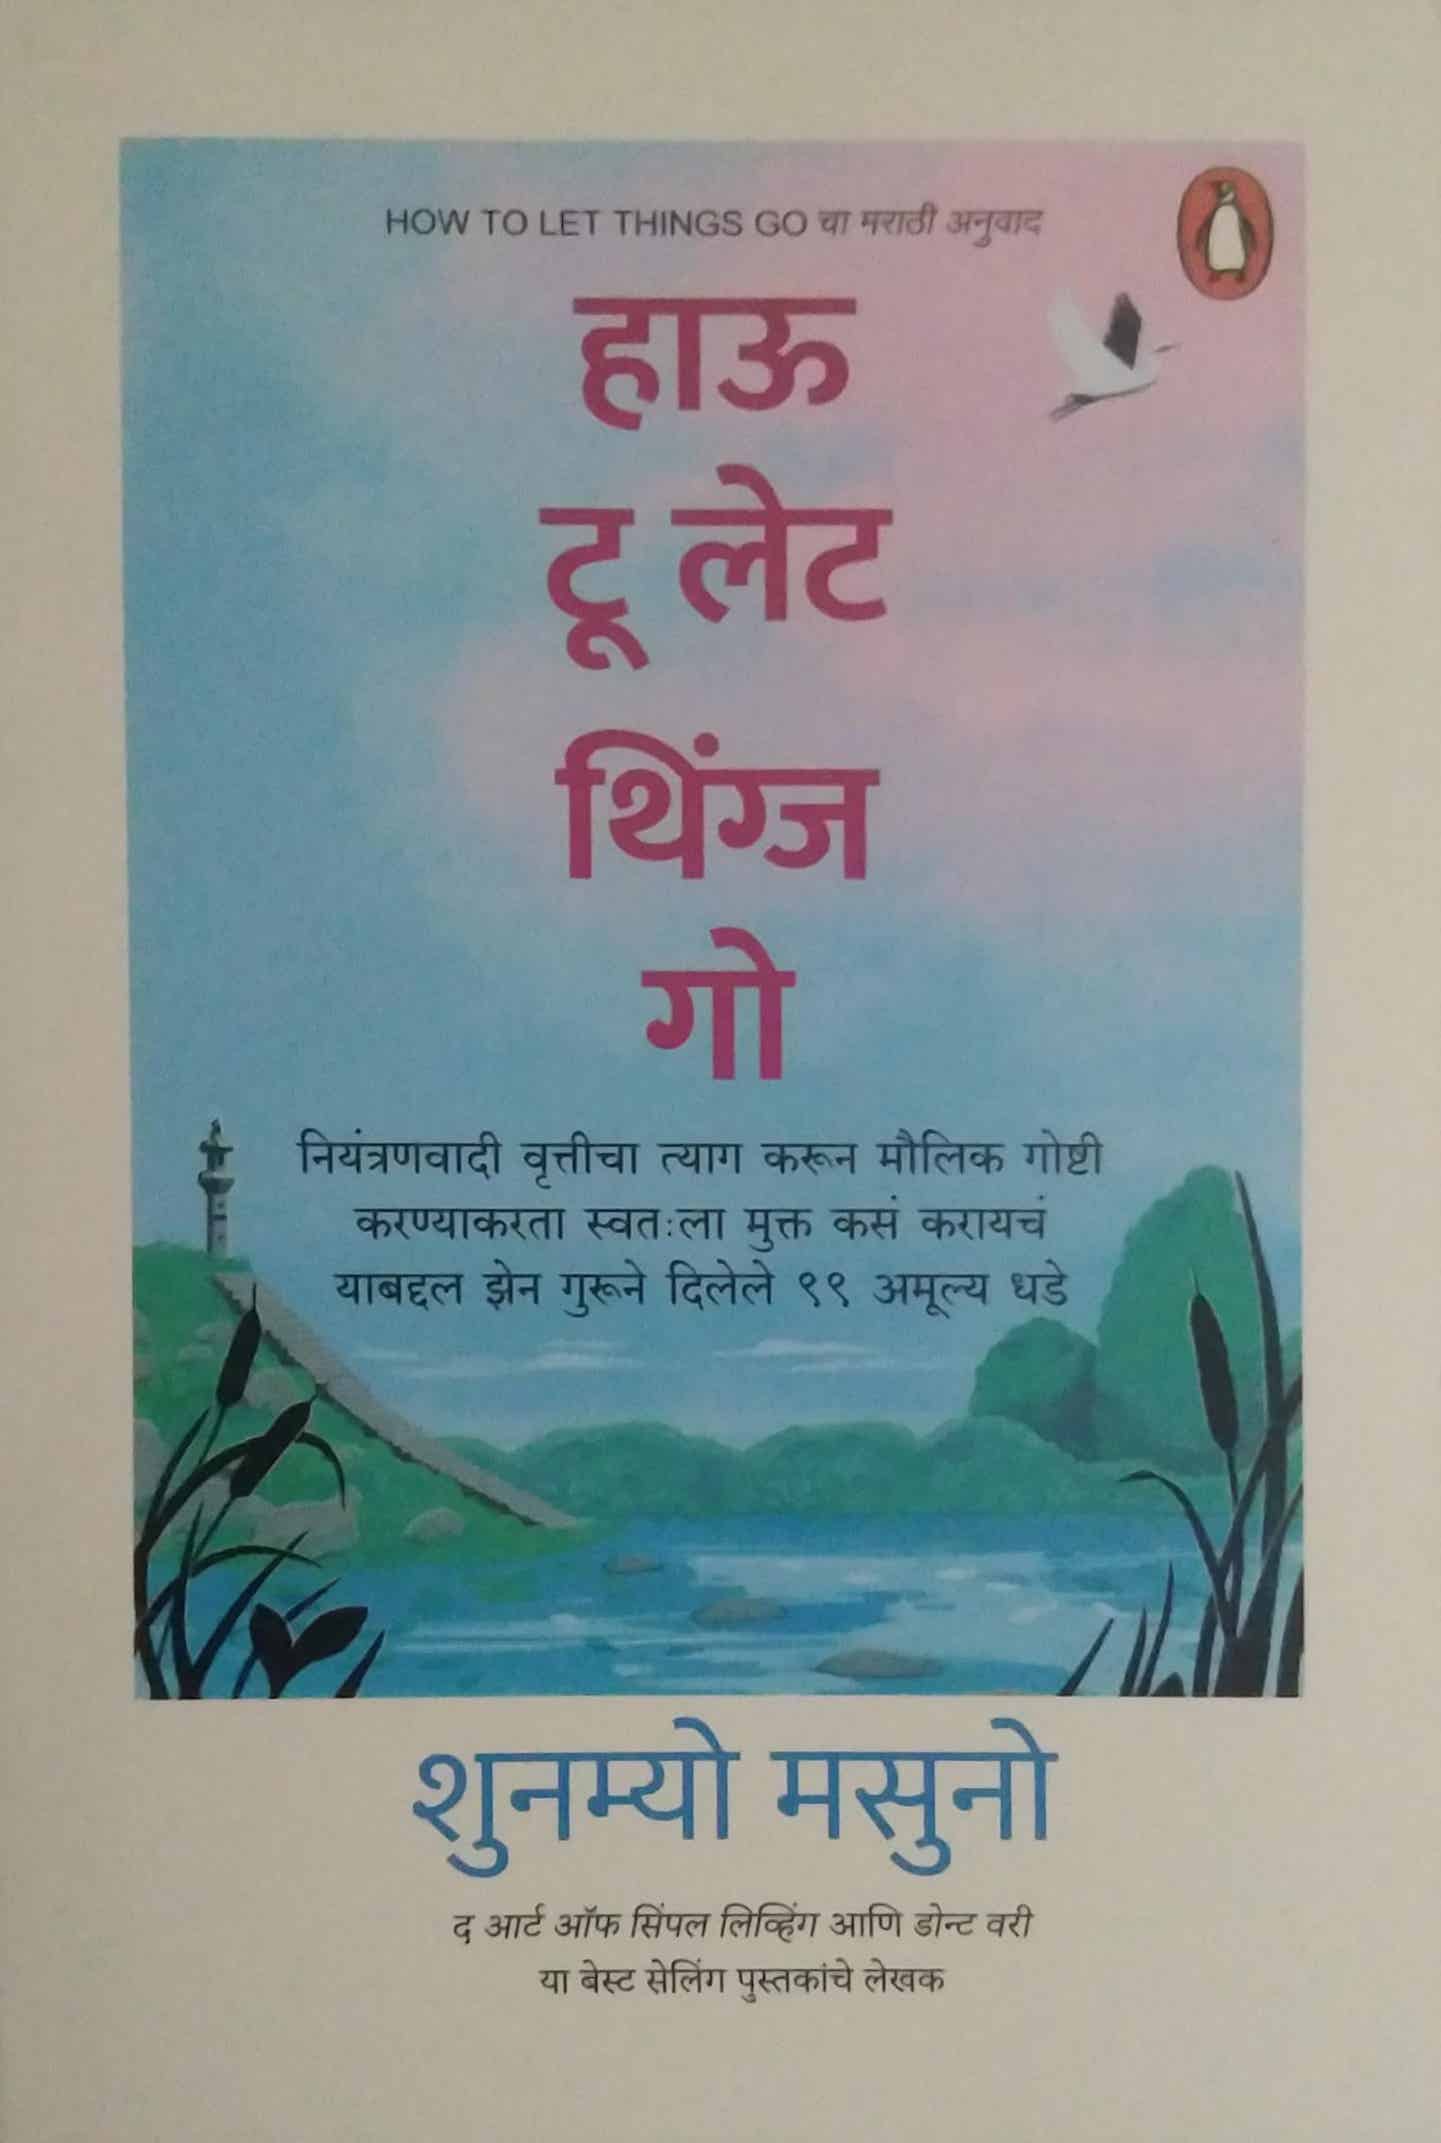 HOW TO LET THINGS GO चा मराठी अनुवाद
हाऊ
टू लेट
थिंग्ज
गो
नियंत्रणवादी वृत्तीचा त्याग करून मौलिक गोष्टी
करण्याकरता स्वतःला मुक्त कसं करायचं
याबद्दल झेन गुरूने दिलेले ९९ अमूल्य धडे
शुनम्यो मसुनो
द आर्ट ऑफ सिंपल लिव्हिंग आणि डोन्ट वरी
या बेस्ट सेलिंग पुस्तकांचे लेखक